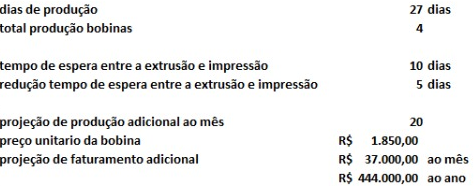 dias de produção 27 dias
total produção bobinas 4
tempo de espera entre a extrusão e impressão 10 dias
redução tempo de espera entre a extrusão e impressão 5 dias
projeção de produção adicional ao mês 20
preço unitario da bobina R$ 1.850,00
projeção de faturamento adicional R$ 37.000,00 ao mês
R$ 444.000,00 ao ano